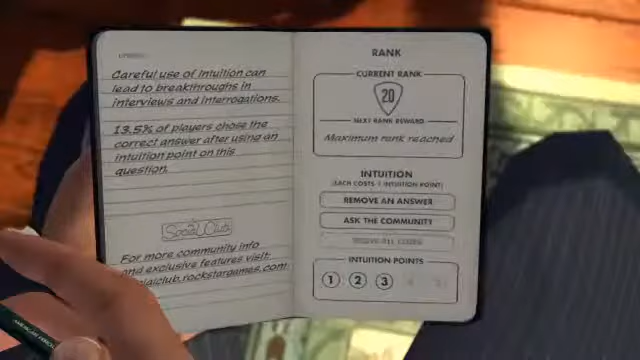 Careful use of Intuition can
lead to breakthroughs in
interviews and interrogations.
13.5% of players chose the
correct answer after using an
intuition point on this
question.
Social Club
For more community info
and exclusive features visit:
socialclub.rockstargames.com
RANK
CURRENT RANK
20
NEXT RANK REWARD
Maximum rank reached
INTUITION
(EACH COSTS 1 INTUITION POINT)
REMOVE AN ANSWER
ASK THE COMMUNITY
INTUITION POINTS
1 2 3